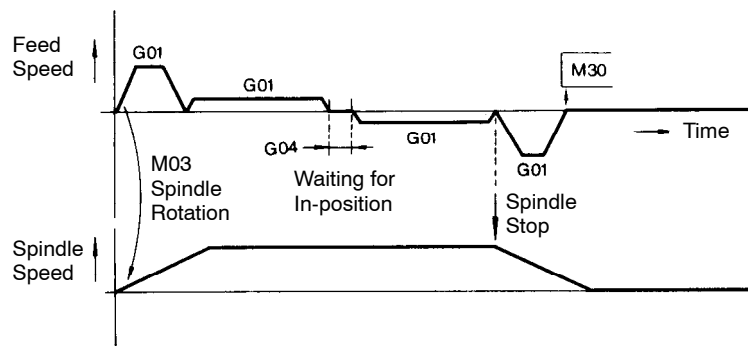 Feed
Speed
G01
G01
M30
Time
G04
G01
G01
M03
Spindle
Rotation
Waiting for
In-position
Spindle
Stop
Spindle
Speed